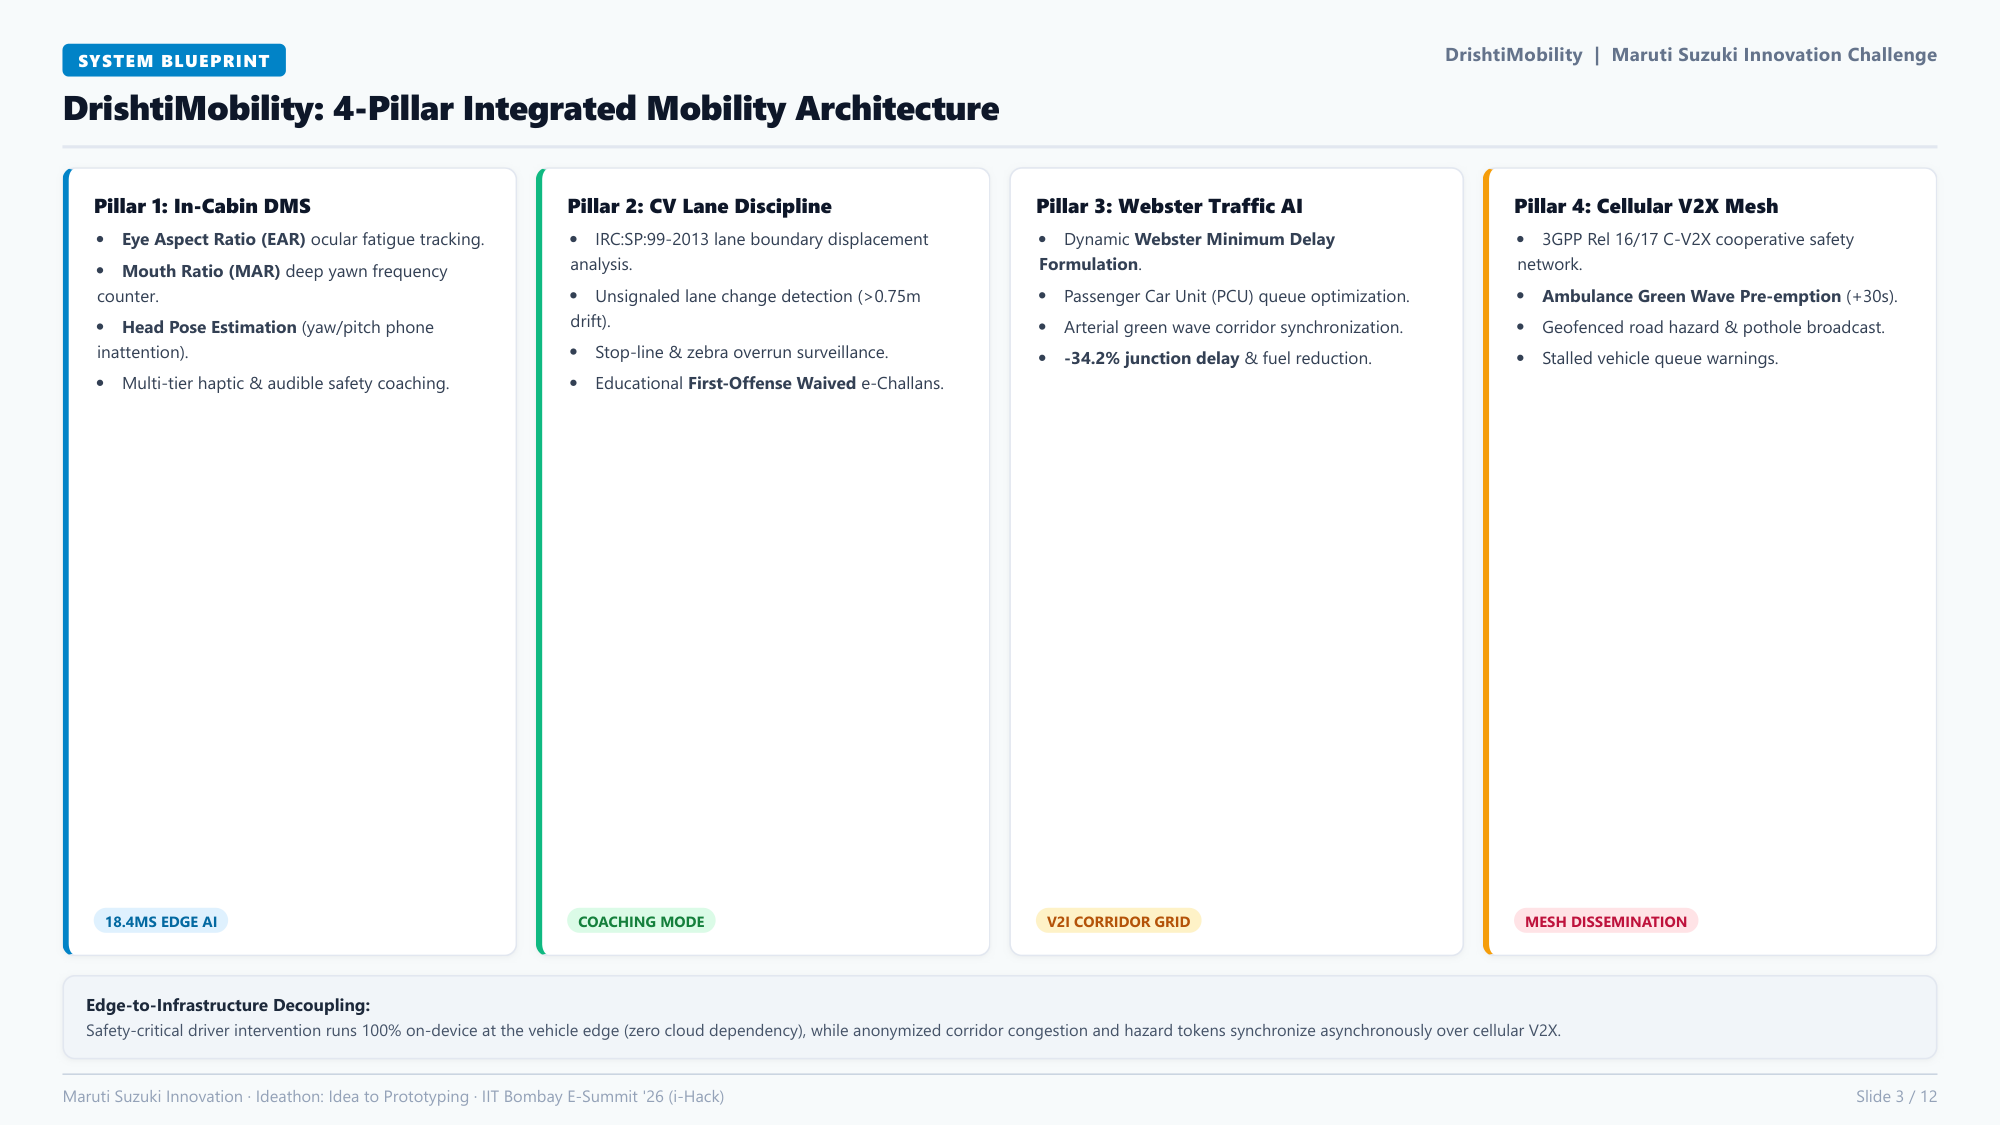 SYSTEM BLUEPRINT
DrishtiMobility | Maruti Suzuki Innovation Challenge
DrishtiMobility: 4-Pillar Integrated Mobility Architecture
Pillar 1: In-Cabin DMS
• Eye Aspect Ratio (EAR) ocular fatigue tracking.
• Mouth Ratio (MAR) deep yawn frequency
counter.
• Head Pose Estimation (yaw/pitch phone
inattention).
• Multi-tier haptic & audible safety coaching.
18.4MS EDGE AI
Pillar 2: CV Lane Discipline
• IRC:SP:99-2013 lane boundary displacement
analysis.
• Unsignaled lane change detection (>0.75m
drift).
• Stop-line & zebra overrun surveillance.
• Educational First-Offense Waived e-Challans.
COACHING MODE
Pillar 3: Webster Traffic AI
• Dynamic Webster Minimum Delay
Formulation.
• Passenger Car Unit (PCU) queue optimization.
• Arterial green wave corridor synchronization.
• -34.2% junction delay & fuel reduction.
V2I CORRIDOR GRID
Pillar 4: Cellular V2X Mesh
• 3GPP Rel 16/17 C-V2X cooperative safety
network.
• Ambulance Green Wave Pre-emption (+30s).
• Geofenced road hazard & pothole broadcast.
• Stalled vehicle queue warnings.
MESH DISSEMINATION
Edge-to-Infrastructure Decoupling:
Safety-critical driver intervention runs 100% on-device at the vehicle edge (zero cloud dependency), while anonymized corridor congestion and hazard tokens synchronize asynchronously over cellular V2X.
Maruti Suzuki Innovation · Ideathon: Idea to Prototyping · IIT Bombay E-Summit '26 (i-Hack)
Slide 3 / 12